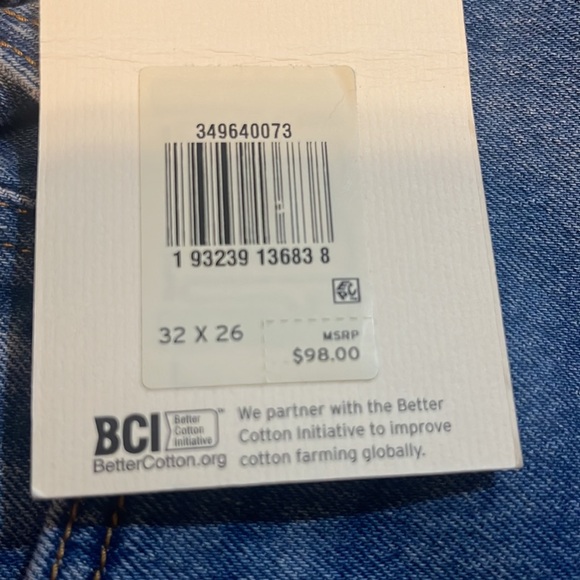 349640073
1 93239 13683 8
32 X 26
MSRP
$98.00
BCI
Better
Cotton
Initiative
™
BetterCotton.org
We partner with the Better
Cotton Initiative to improve
cotton farming globally.